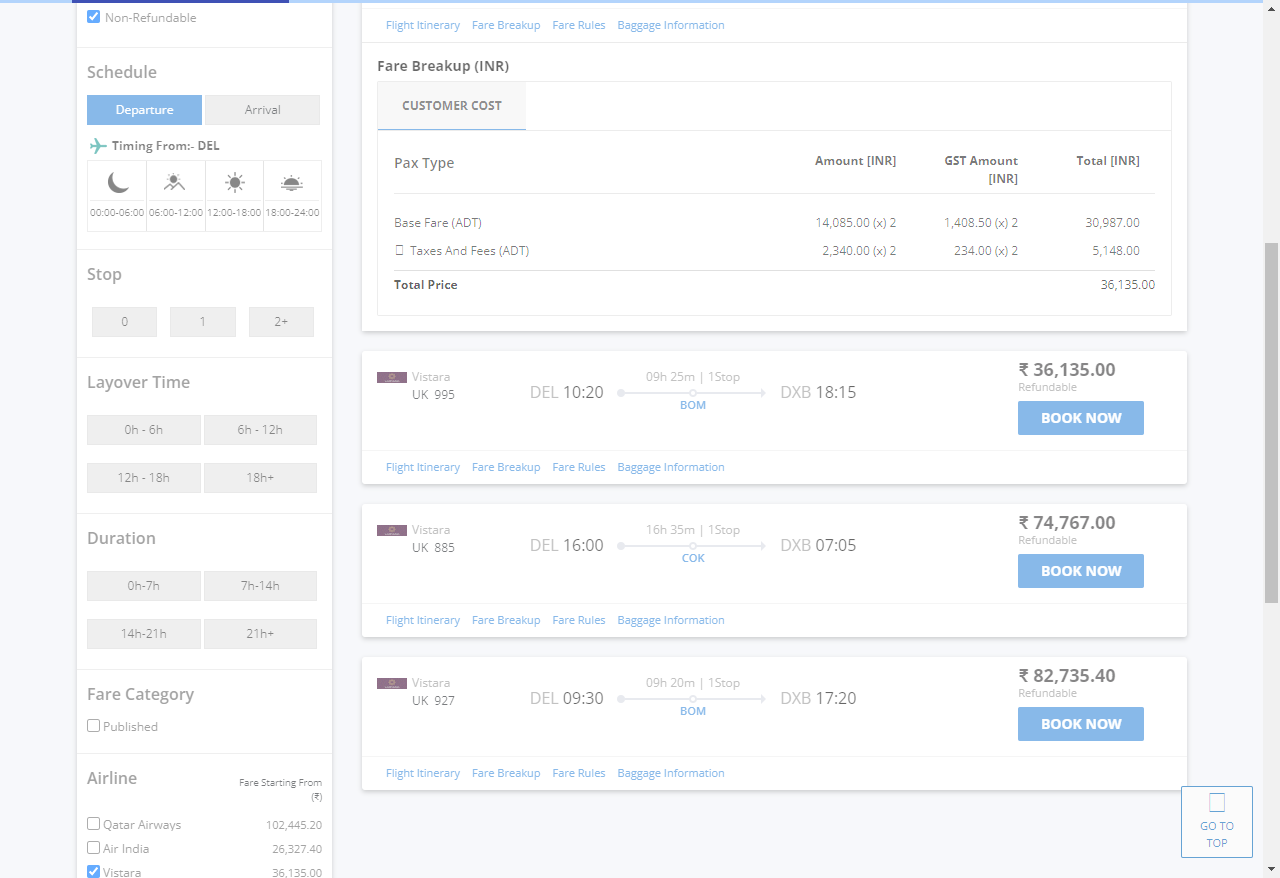 Non-Refundable
Schedule
Departure
Arrival
Timing From:- DEL
00:00-06:00 06:00-12:00 12:00-18:00 18:00-24:00
Stop
0
1
2+
Layover Time
0h - 6h
6h - 12h
12h - 18h
18h+
Duration
0h-7h
7h-14h
14h-21h
21h+
Fare Category
Published
Airline
Fare Starting From
(₹)
Qatar Airways 102,445.20
Air India 26,327.40
Vistara 36,135.00
Flight Itinerary Fare Breakup Fare Rules Baggage Information
Fare Breakup (INR)
CUSTOMER COST
Pax Type Amount [INR] GST Amount Total [INR]
[INR]
Base Fare (ADT) 14,085.00 (x) 2 1,408.50 (x) 2 30,987.00
Taxes And Fees (ADT) 2,340.00 (x) 2 234.00 (x) 2 5,148.00
Total Price 36,135.00
Vistara
UK 995
DEL 10:20
09h 25m | 1Stop
BOM
DXB 18:15
₹ 36,135.00
Refundable
BOOK NOW
Flight Itinerary Fare Breakup Fare Rules Baggage Information
Vistara
UK 885
DEL 16:00
16h 35m | 1Stop
COK
DXB 07:05
₹ 74,767.00
Refundable
BOOK NOW
Flight Itinerary Fare Breakup Fare Rules Baggage Information
Vistara
UK 927
DEL 09:30
09h 20m | 1Stop
BOM
DXB 17:20
₹ 82,735.40
Refundable
BOOK NOW
Flight Itinerary Fare Breakup Fare Rules Baggage Information
GO TO
TOP